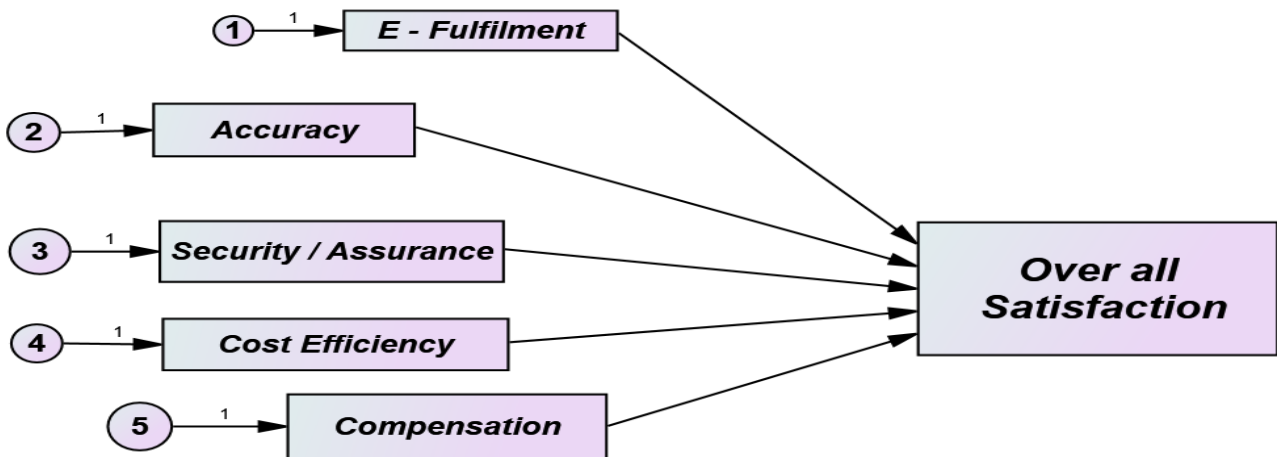 1 1 E - Fulfilment
2 1 Accuracy
3 1 Security / Assurance
4 1 Cost Efficiency
5 1 Compensation
Over all
Satisfaction